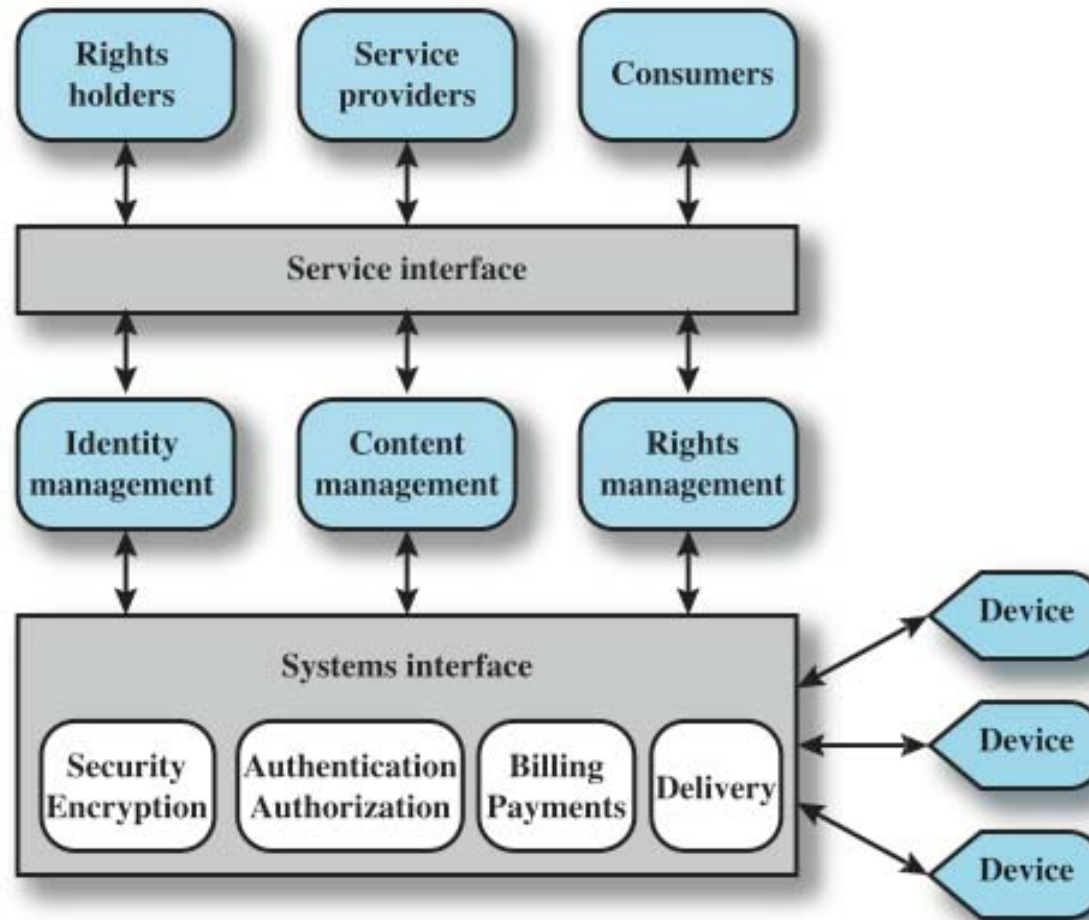 Rights
holders
Service
providers
Consumers
Service interface
Identity
management
Content
management
Rights
management
Systems interface
Security
Encryption
Authentication
Authorization
Billing
Payments
Delivery
Device
Device
Device